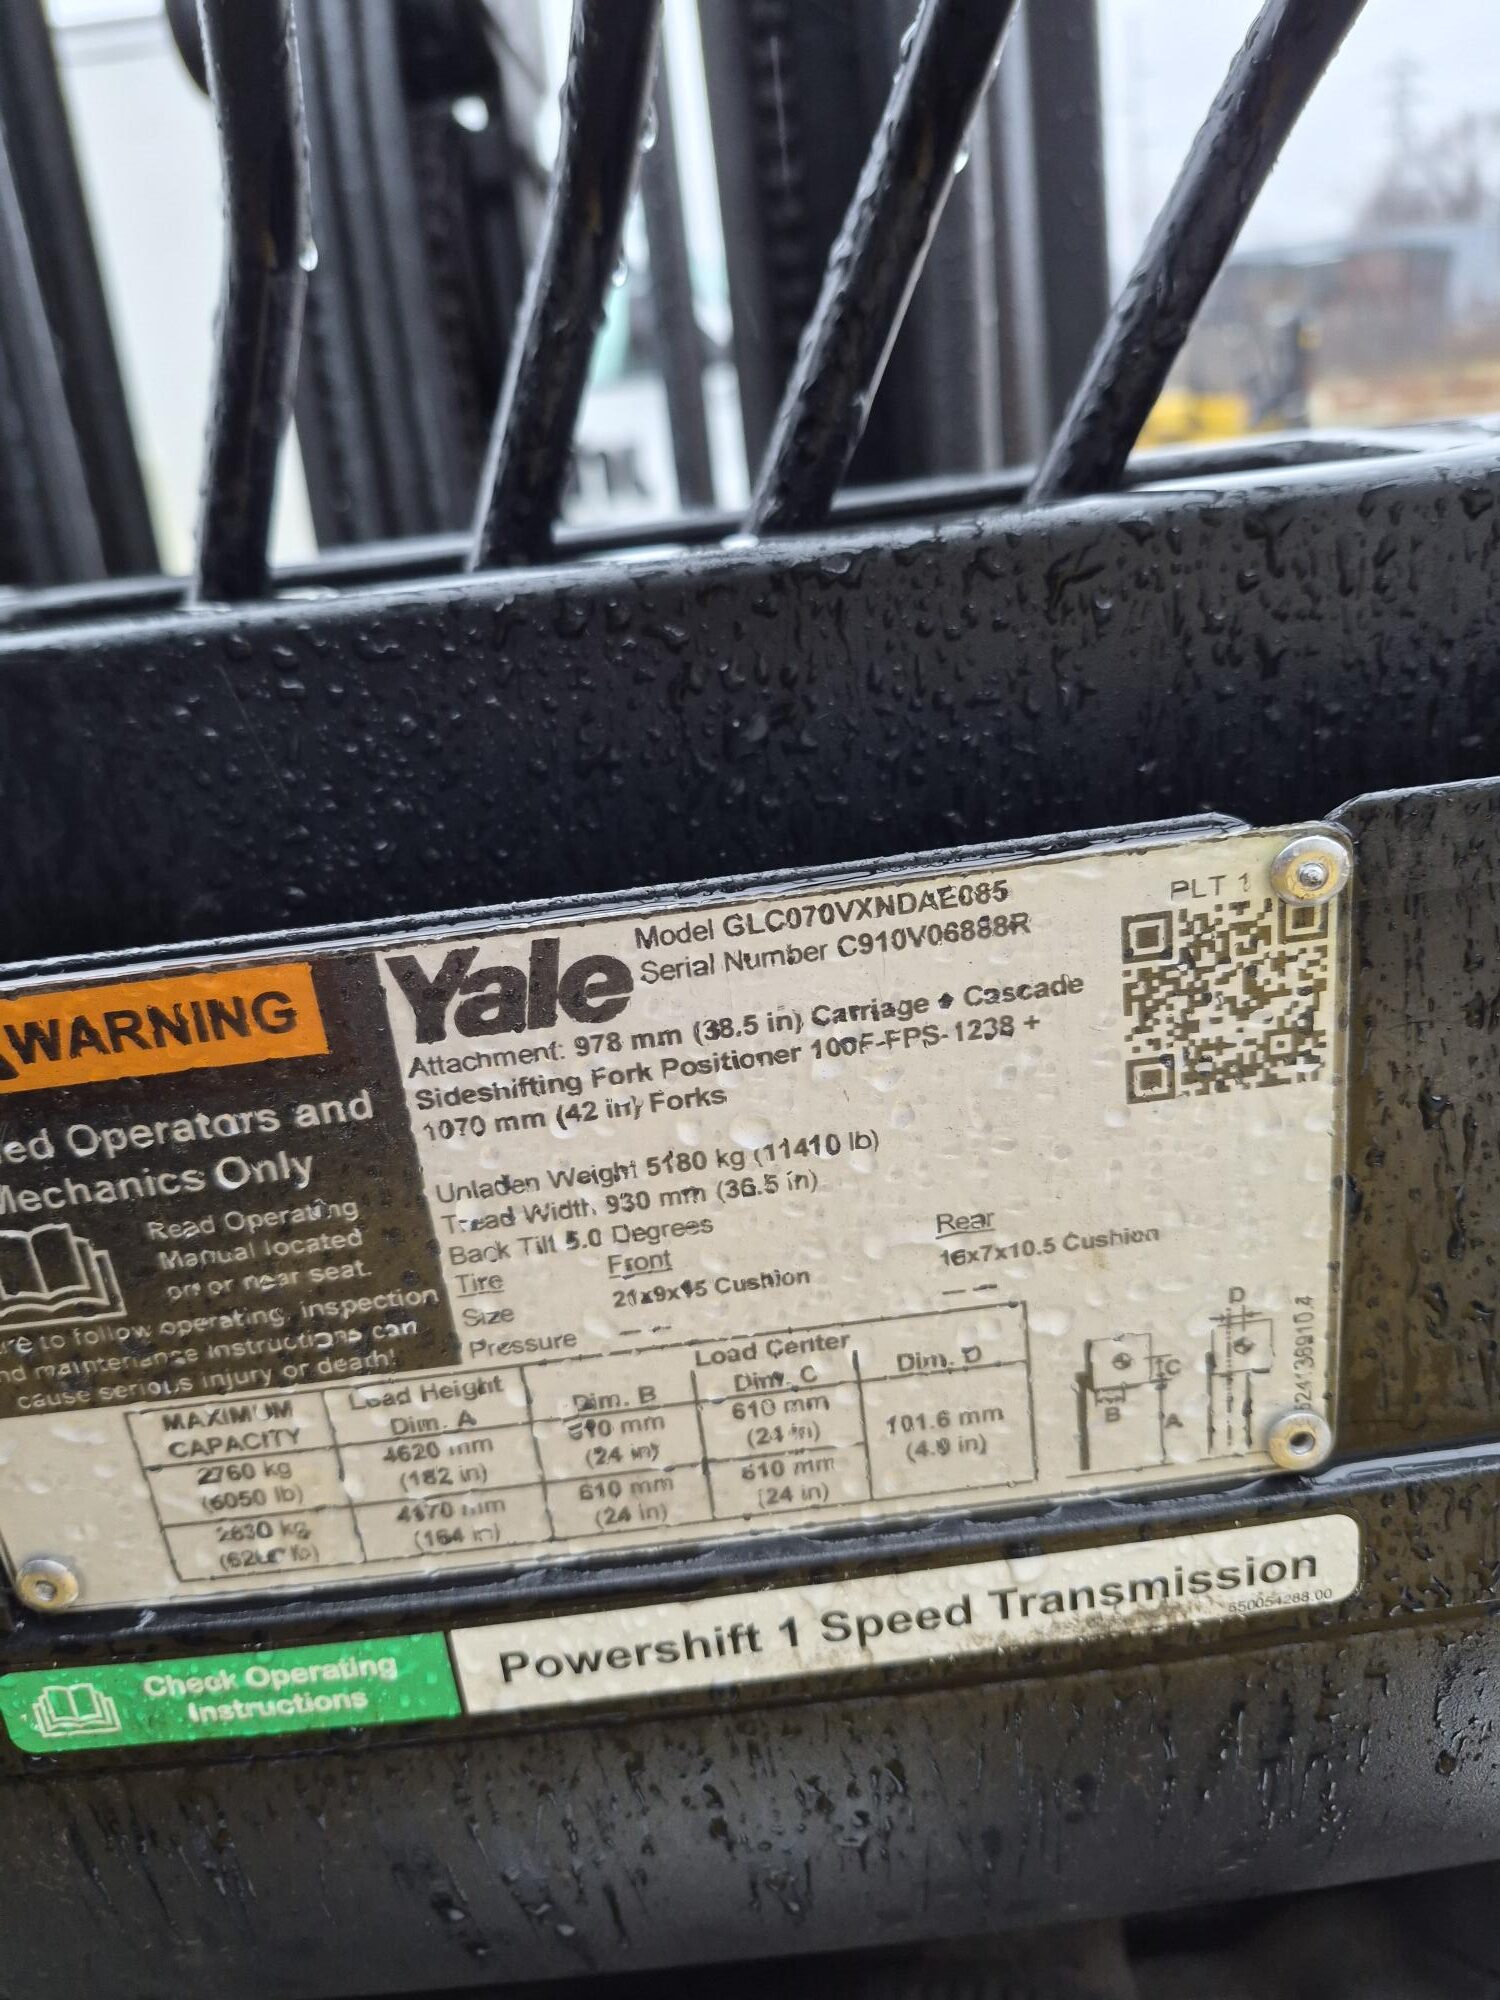 WARNING
ed Operators and
Mechanics Only
Read Operating
Manual located
on or near seat.
re to follow operating, inspection
nd maintenance instructions can
cause serious injury or death!
Yale
Model GLC070VXNDAE085
Serial Number C910V06888R
PLT 1
Attachment: 978 mm (38.5 in) Carriage ♦ Cascade
Sideshifting Fork Positioner 100F-FPS-1238 +
1070 mm (42 in) Forks
Unladen Weight 5180 kg (11410 lb)
Tread Width 930 mm (36.5 in)
Back Tilt 5.0 Degrees
Tire Front Rear
Size 21x9x15 Cushion 16x7x10.5 Cushion
Pressure -- --
MAXIMUM CAPACITY Load Height Dim. A Load Center
Dim. B Dim. C Dim. D
2760 kg 4620 mm 610 mm 610 mm 101.6 mm
(6050 lb) (182 in) (24 in) (24 in) (4.0 in)
2830 kg 4170 mm 610 mm 610 mm
(164 in) (24 in) (24 in)
D
C
B
A
524136910.4
Check Operating
Instructions
Powershift 1 Speed Transmission
550054288.00